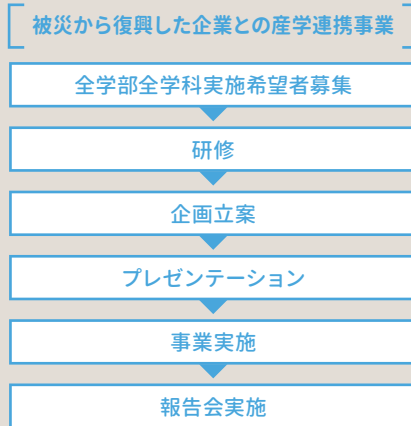 被災から復興した企業との産学連携事業
全学部全学科実施希望者募集
研修
企画立案
プレゼンテーション
事業実施
報告会実施